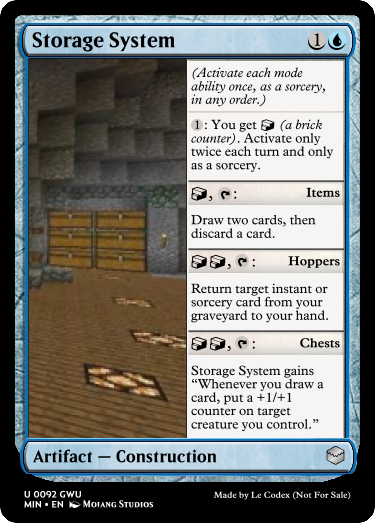 Storage System 1
(Activate each mode
ability once, as a sorcery,
in any order.)
1: You get (a brick
counter). Activate only
twice each turn and only
as a sorcery.
, : Items
Draw two cards, then
discard a card.
, : Hoppers
Return target instant or
sorcery card from your
graveyard to your hand.
, : Chests
Storage System gains
“Whenever you draw a
card, put a +1/+1
counter on target
creature you control.”
Artifact — Construction
U 0092 GWU
MIN • EN Mojang Studios
Made by Le Codex (Not For Sale)